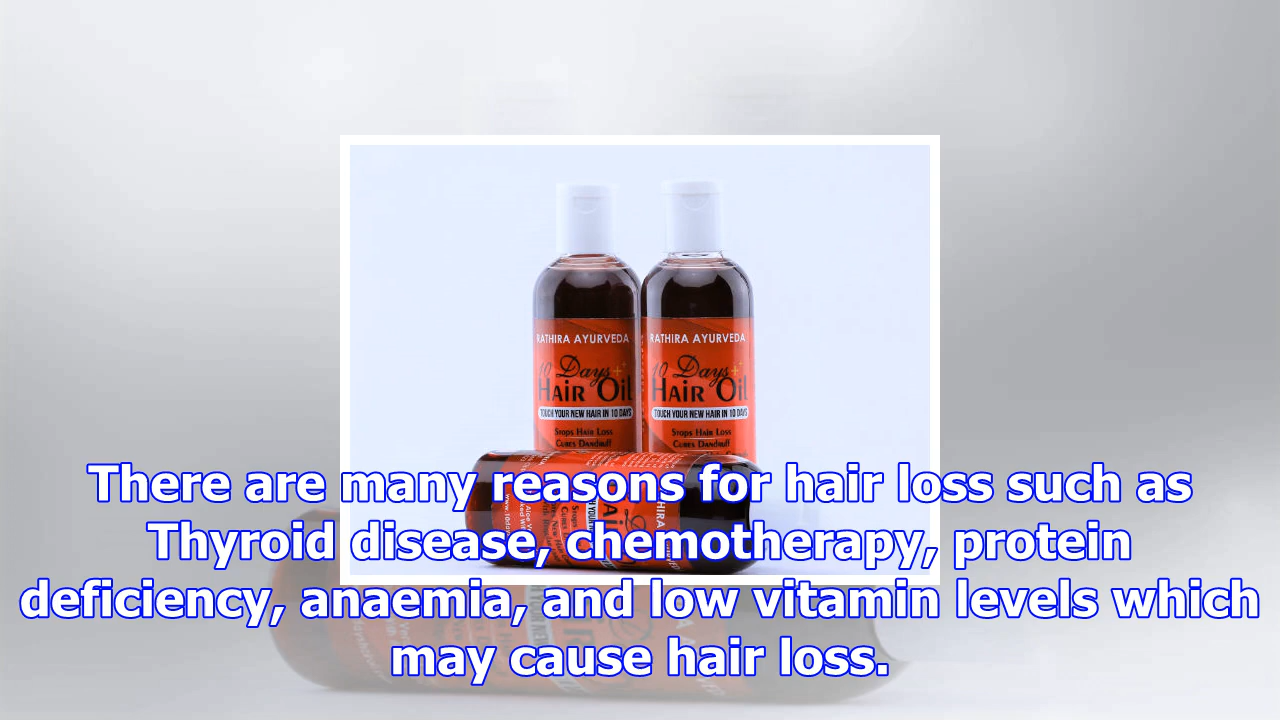 RATHIRA AYURVEDA
10 Days+
HAIR OIL
TOUCH YOUR NEW HAIR IN 10 DAYS
STOPS HAIR LOSS
CURES DANDRUFF
RATHIRA AYURVEDA
10 Days+
HAIR OIL
TOUCH YOUR NEW HAIR IN 10 DAYS
STOPS HAIR LOSS
CURES DANDRUFF
There are many reasons for hair loss such as
Thyroid disease, chemotherapy, protein
deficiency, anaemia, and low vitamin levels which
may cause hair loss.